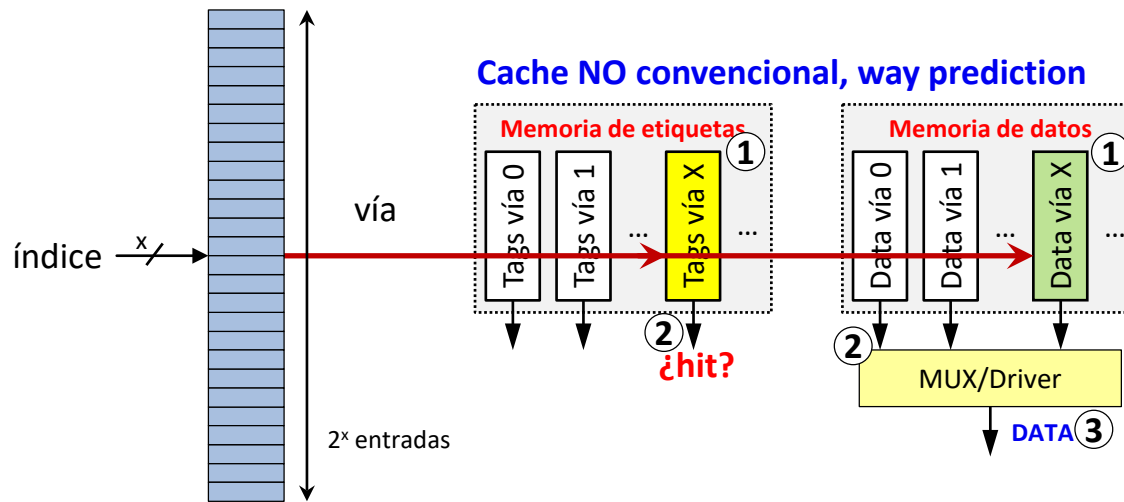 Cache NO convencional, way prediction
Memoria de etiquetas
1
Tags vía 0
Tags vía 1
...
Tags vía X
...
2
¿hit?
Memoria de datos
1
Data vía 0
Data vía 1
...
Data vía X
...
2
MUX/Driver
DATA 3
vía
índice
x
2ˣ entradas